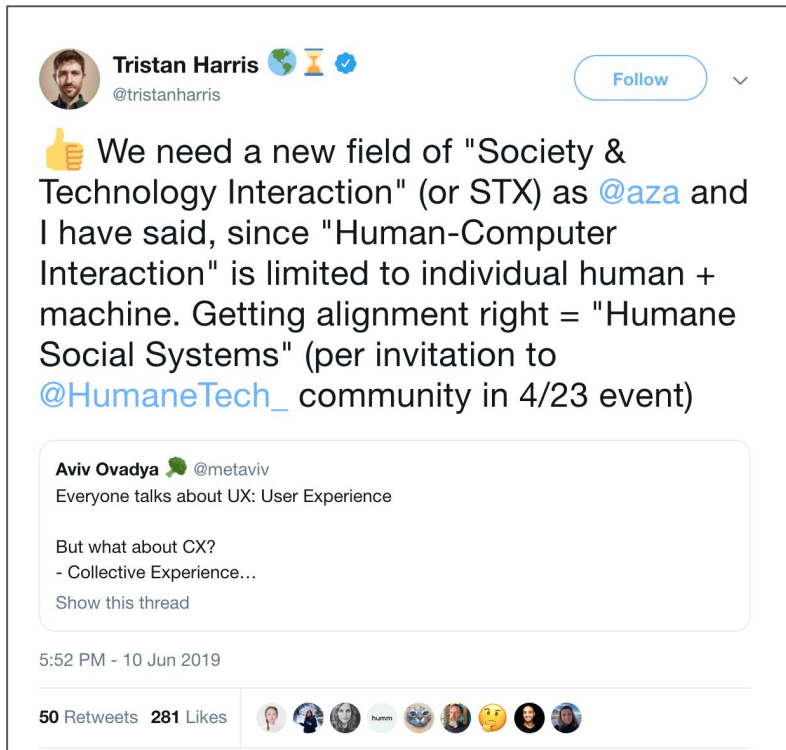 Tristan Harris 🌎⏳
@tristanharris
Follow
👍 We need a new field of "Society &
Technology Interaction" (or STX) as @aza and
I have said, since "Human-Computer
Interaction" is limited to individual human +
machine. Getting alignment right = "Humane
Social Systems" (per invitation to
@HumaneTech_ community in 4/23 event)
Aviv Ovadya 🥦 @metaviv
Everyone talks about UX: User Experience
But what about CX?
- Collective Experience…
Show this thread
5:52 PM - 10 Jun 2019
50 Retweets 281 Likes
humm